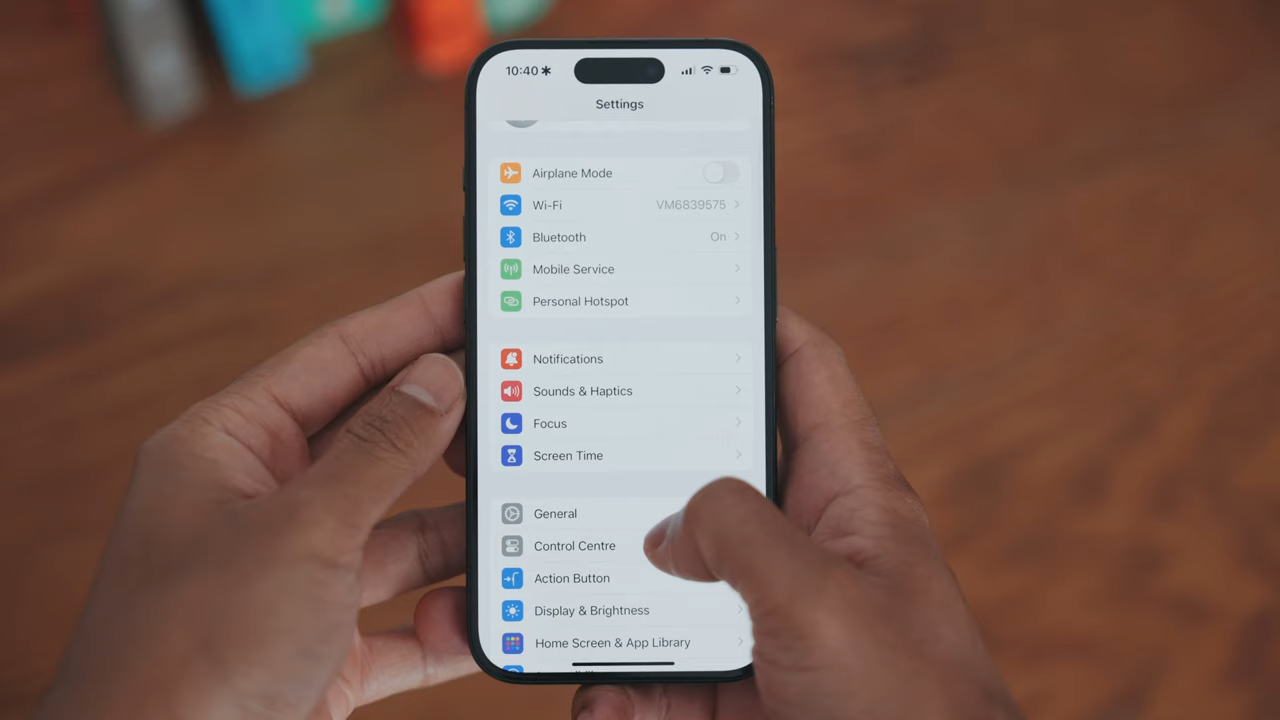 10:40
Settings
Airplane Mode
Wi-Fi VM6839575
Bluetooth On
Mobile Service
Personal Hotspot
Notifications
Sounds & Haptics
Focus
Screen Time
General
Control Centre
Action Button
Display & Brightness
Home Screen & App Library